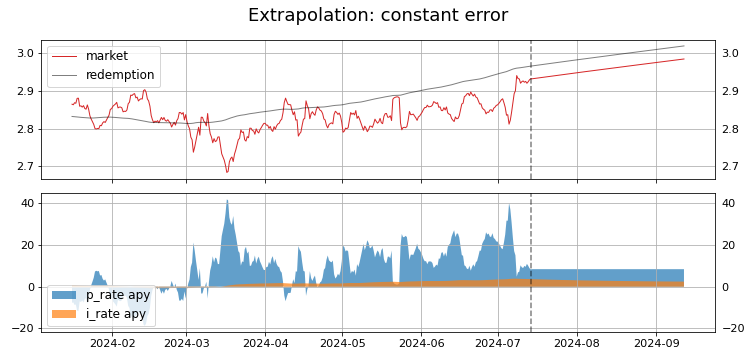 Extrapolation: constant error
market
redemption
3.0
2.9
2.8
2.7
3.0
2.9
2.8
2.7
40
20
0
−20
40
20
0
−20
p_rate apy
i_rate apy
2024-02 2024-03 2024-04 2024-05 2024-06 2024-07 2024-08 2024-09